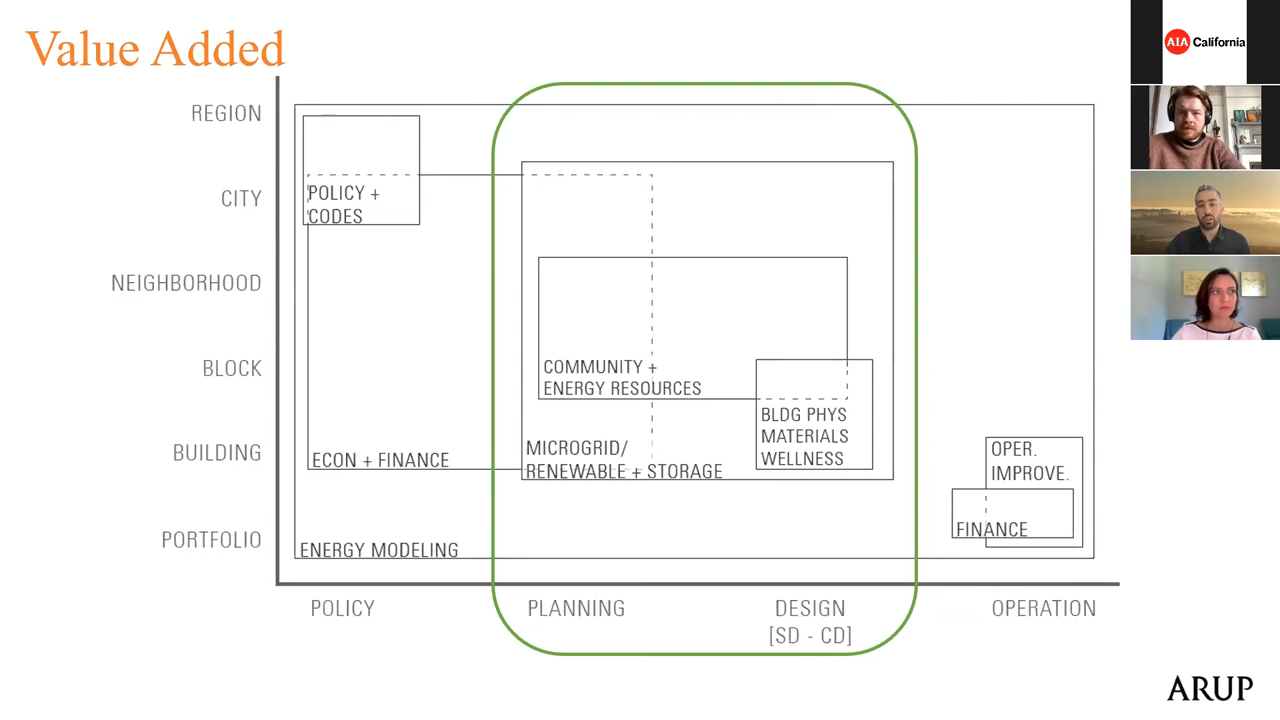 Value Added
AIA California
REGION
CITY
NEIGHBORHOOD
BLOCK
BUILDING
PORTFOLIO
POLICY +
CODES
ECON + FINANCE
ENERGY MODELING
COMMUNITY +
ENERGY RESOURCES
MICROGRID/
RENEWABLE + STORAGE
BLDG PHYS
MATERIALS
WELLNESS
OPER.
IMPROVE.
FINANCE
POLICY
PLANNING
DESIGN
[SD - CD]
OPERATION
ARUP